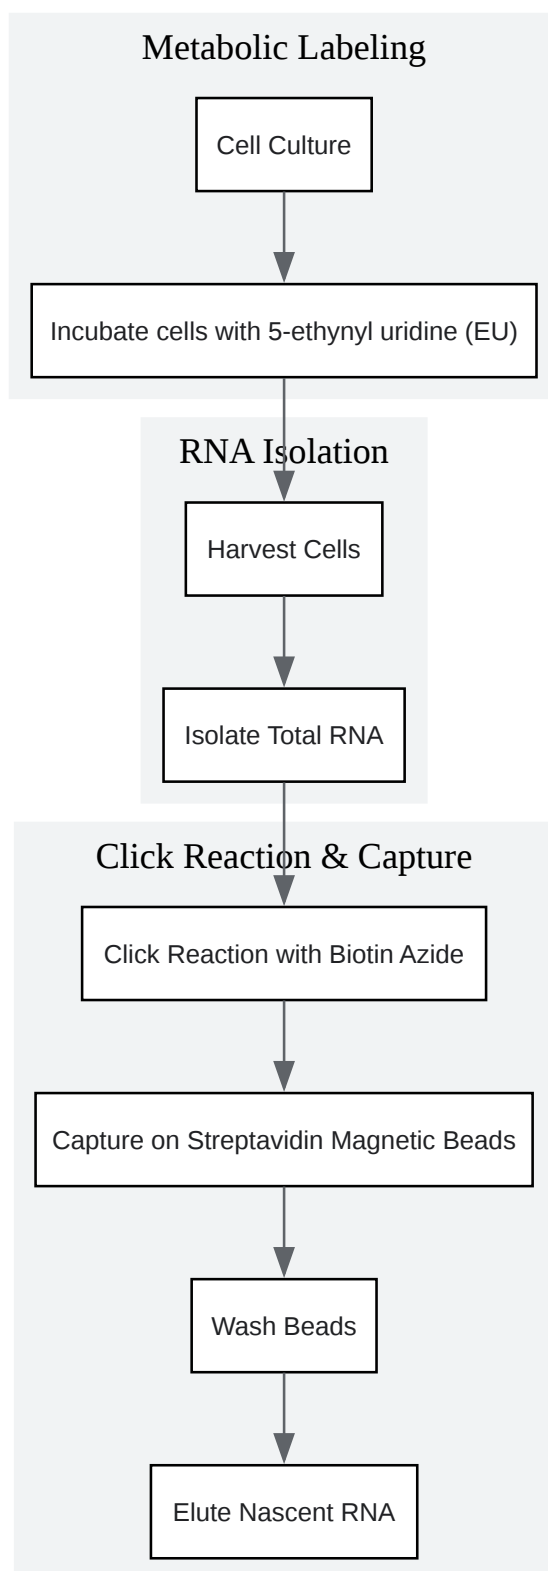 Metabolic Labeling
Cell Culture
Incubate cells with 5-ethynyl uridine (EU)
RNA Isolation
Harvest Cells
Isolate Total RNA
Click Reaction & Capture
Click Reaction with Biotin Azide
Capture on Streptavidin Magnetic Beads
Wash Beads
Elute Nascent RNA